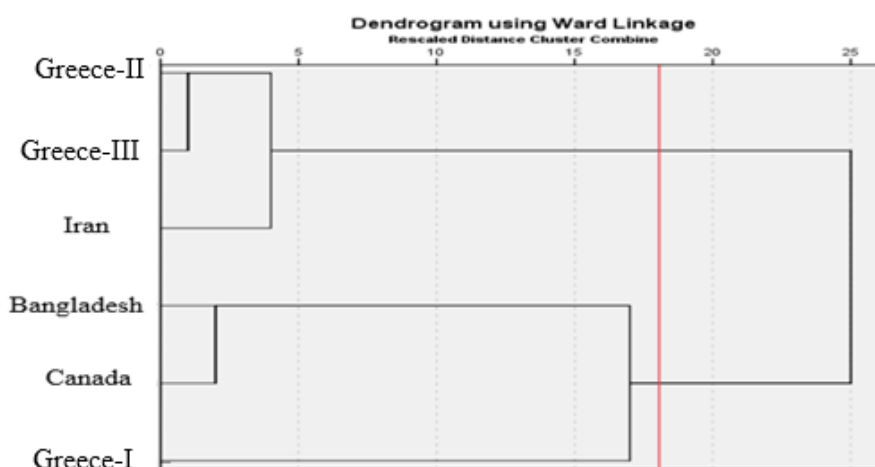 Dendrogram using Ward Linkage
Rescaled Distance Cluster Combine
0 5 10 15 20 25
Greece-II
Greece-III
Iran
Bangladesh
Canada
Greece-I